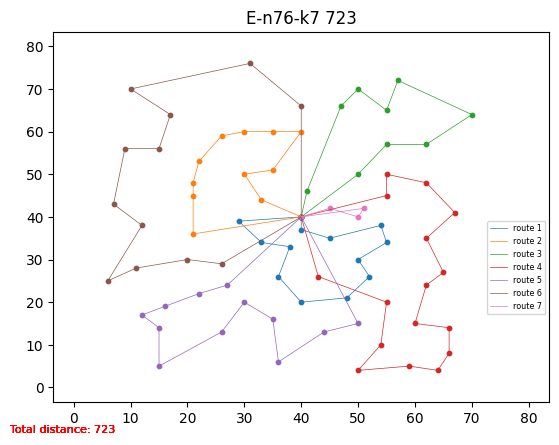 E-n76-k7 723
80
70
60
50
40
30
20
10
0
route 1
route 2
route 3
route 4
route 5
route 6
route 7
0 10 20 30 40 50 60 70 80
Total distance: 723